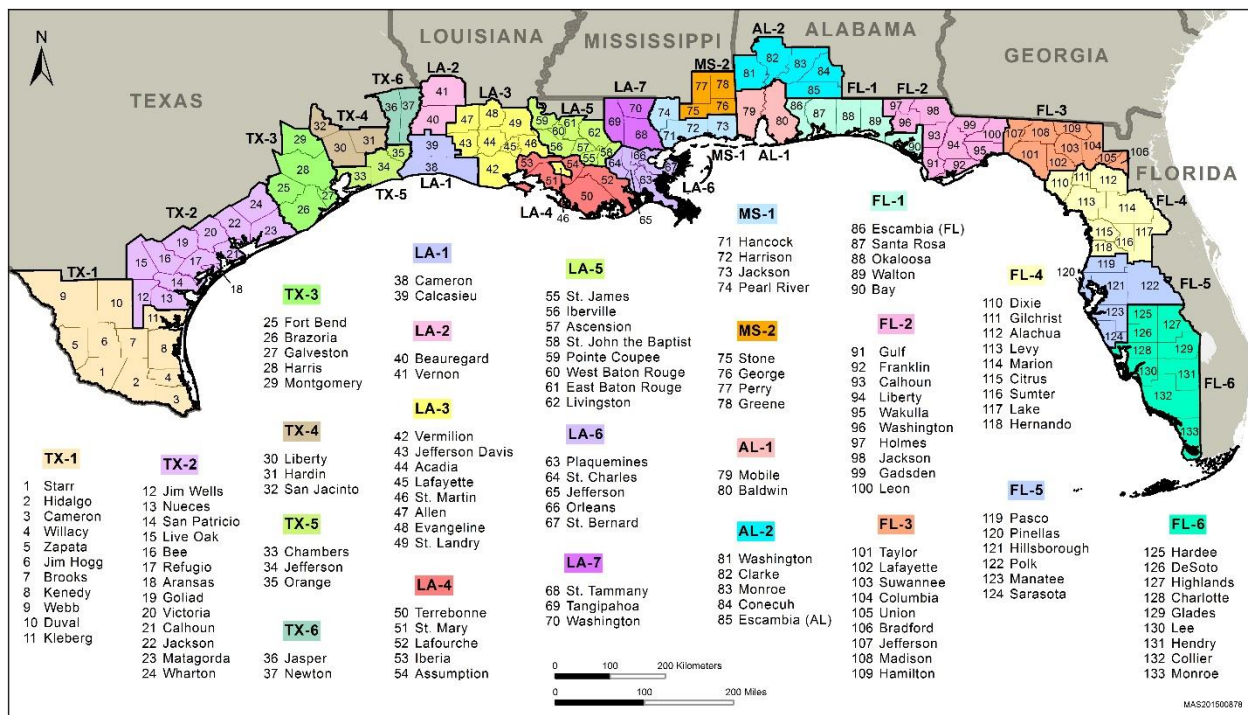 N
TEXAS
LOUISIANA
MISSISSIPPI
ALABAMA
GEORGIA
FLORIDA
TX-1
TX-2
TX-3
TX-4
TX-5
TX-6
LA-1
LA-2
LA-3
LA-4
LA-5
LA-6
LA-7
MS-1
MS-2
AL-1
AL-2
FL-1
FL-2
FL-3
FL-4
FL-5
FL-6
TX-1
1 Starr
2 Hidalgo
3 Cameron
4 Willacy
5 Zapata
6 Jim Hogg
7 Brooks
8 Kenedy
9 Webb
10 Duval
11 Kleberg
TX-2
12 Jim Wells
13 Nueces
14 San Patricio
15 Live Oak
16 Bee
17 Refugio
18 Aransas
19 Goliad
20 Victoria
21 Calhoun
22 Jackson
23 Matagorda
24 Wharton
TX-3
25 Fort Bend
26 Brazoria
27 Galveston
28 Harris
29 Montgomery
TX-4
30 Liberty
31 Hardin
32 San Jacinto
TX-5
33 Chambers
34 Jefferson
35 Orange
TX-6
36 Jasper
37 Newton
LA-1
38 Cameron
39 Calcasieu
LA-2
40 Beauregard
41 Vernon
LA-3
42 Vermilion
43 Jefferson Davis
44 Acadia
45 Lafayette
46 St. Martin
47 Allen
48 Evangeline
49 St. Landry
LA-4
50 Terrebonne
51 St. Mary
52 Lafourche
53 Iberia
54 Assumption
LA-5
55 St. James
56 Iberville
57 Ascension
58 St. John the Baptist
59 Pointe Coupee
60 West Baton Rouge
61 East Baton Rouge
62 Livingston
LA-6
63 Plaquemines
64 St. Charles
65 Jefferson
66 Orleans
67 St. Bernard
LA-7
68 St. Tammany
69 Tangipahoa
70 Washington
MS-1
71 Hancock
72 Harrison
73 Jackson
74 Pearl River
MS-2
75 Stone
76 George
77 Perry
78 Greene
AL-1
79 Mobile
80 Baldwin
AL-2
81 Washington
82 Clarke
83 Monroe
84 Conecuh
85 Escambia (AL)
FL-1
86 Escambia (FL)
87 Santa Rosa
88 Okaloosa
89 Walton
90 Bay
FL-2
91 Gulf
92 Franklin
93 Calhoun
94 Liberty
95 Wakulla
96 Washington
97 Holmes
98 Jackson
99 Gadsden
100 Leon
FL-3
101 Taylor
102 Lafayette
103 Suwannee
104 Columbia
105 Union
106 Bradford
107 Jefferson
108 Madison
109 Hamilton
FL-4
110 Dixie
111 Gilchrist
112 Alachua
113 Levy
114 Marion
115 Citrus
116 Sumter
117 Lake
118 Hernando
FL-5
119 Pasco
120 Pinellas
121 Hillsborough
122 Polk
123 Manatee
124 Sarasota
FL-6
125 Hardee
126 DeSoto
127 Highlands
128 Charlotte
129 Glades
130 Lee
131 Hendry
132 Collier
133 Monroe
0 100 200 Kilometers
0 100 200 Miles
MAS201500878